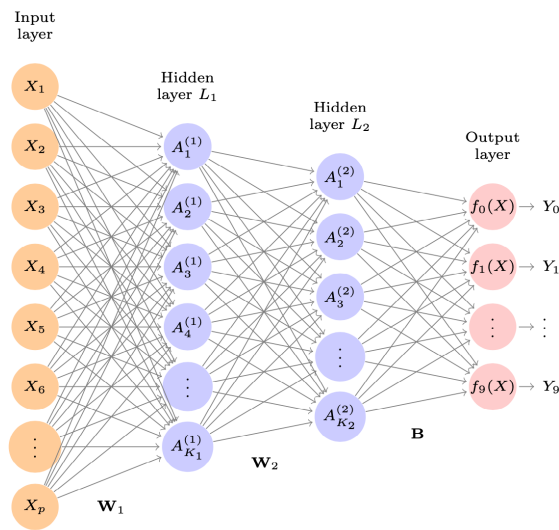 Input
layer
X₁
X₂
X₃
X₄
X₅
X₆
⋮
Xₚ
W₁
Hidden
layer L₁
A₁⁽¹⁾
A₂⁽¹⁾
A₃⁽¹⁾
A₄⁽¹⁾
⋮
A_{K₁}⁽¹⁾
W₂
Hidden
layer L₂
A₁⁽²⁾
A₂⁽²⁾
A₃⁽²⁾
⋮
A_{K₂}⁽²⁾
B
Output
layer
f₀(X) → Y₀
f₁(X) → Y₁
⋮ → ⋮
f₉(X) → Y₉